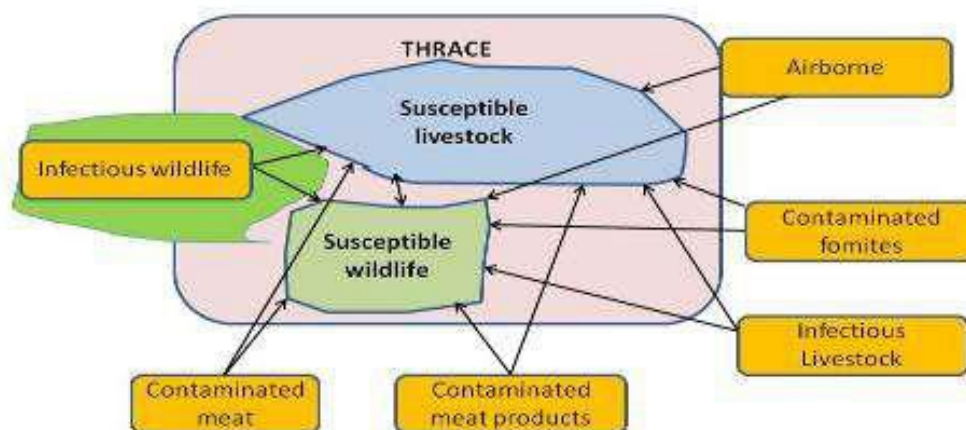 THRACE
Airborne
Susceptible
livestock
Infectious wildlife
Contaminated
fomites
Susceptible
wildlife
Infectious
Livestock
Contaminated
meat
Contaminated
meat products